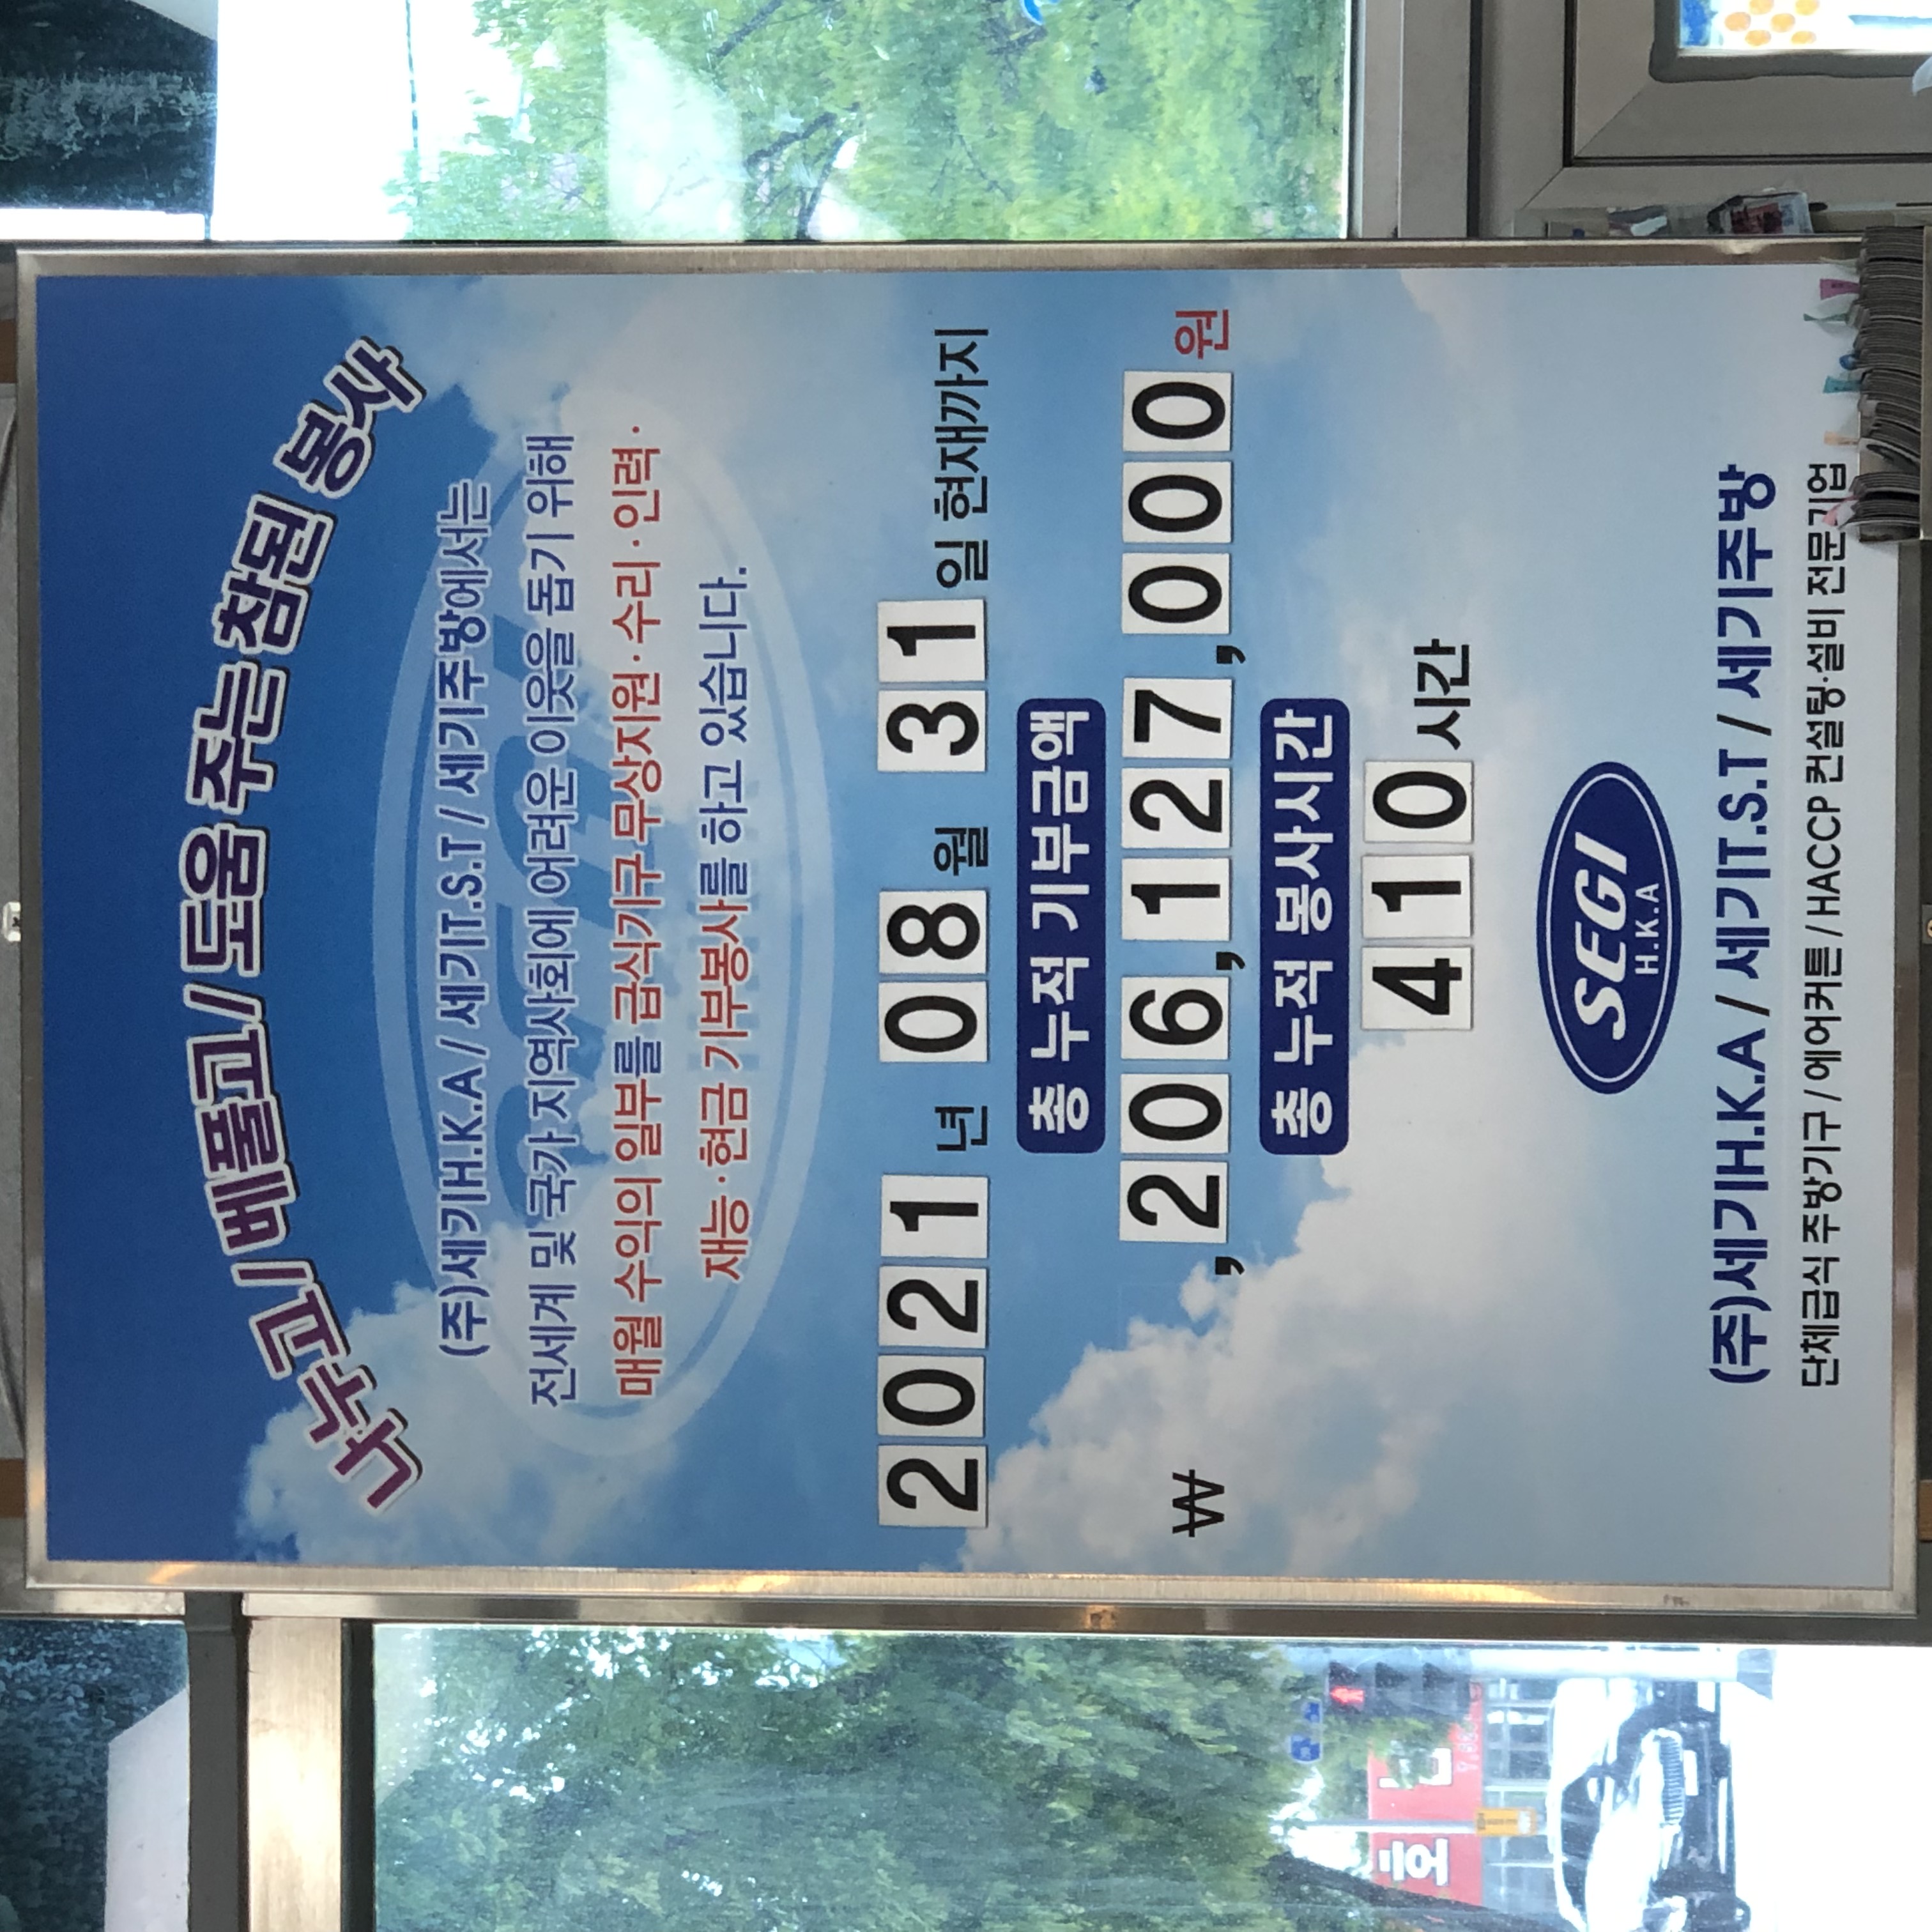 나누고/ 베풀고/ 도움 주는 참된 봉사
(주)세기H.K.A / 세기T.S.T / 세기주방에서는
전세계 및 국가 지역사회에 어려운 이웃을 돕기 위해
매월 수익의 일부를 급식기구 무상지원·수리·인력·
재능·현금 기부봉사를 하고 있습니다.
2021 년 08 월 31 일 현재까지
총 누적 기부금액
₩ ,206,127,000 원
총 누적 봉사시간
410 시간
SEGI
H.K.A
(주)세기H.K.A / 세기T.S.T / 세기주방
단체급식 주방기구 / 에어커튼 / HACCP 컨설팅·설비 전문기업